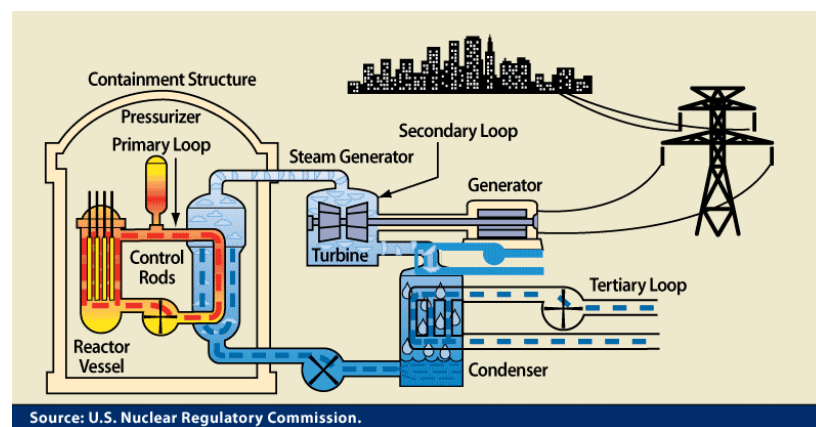 Containment Structure
Pressurizer
Primary Loop
Secondary Loop
Steam Generator
Generator
Control
Rods
Turbine
Tertiary Loop
Reactor
Vessel
Condenser
Source: U.S. Nuclear Regulatory Commission.